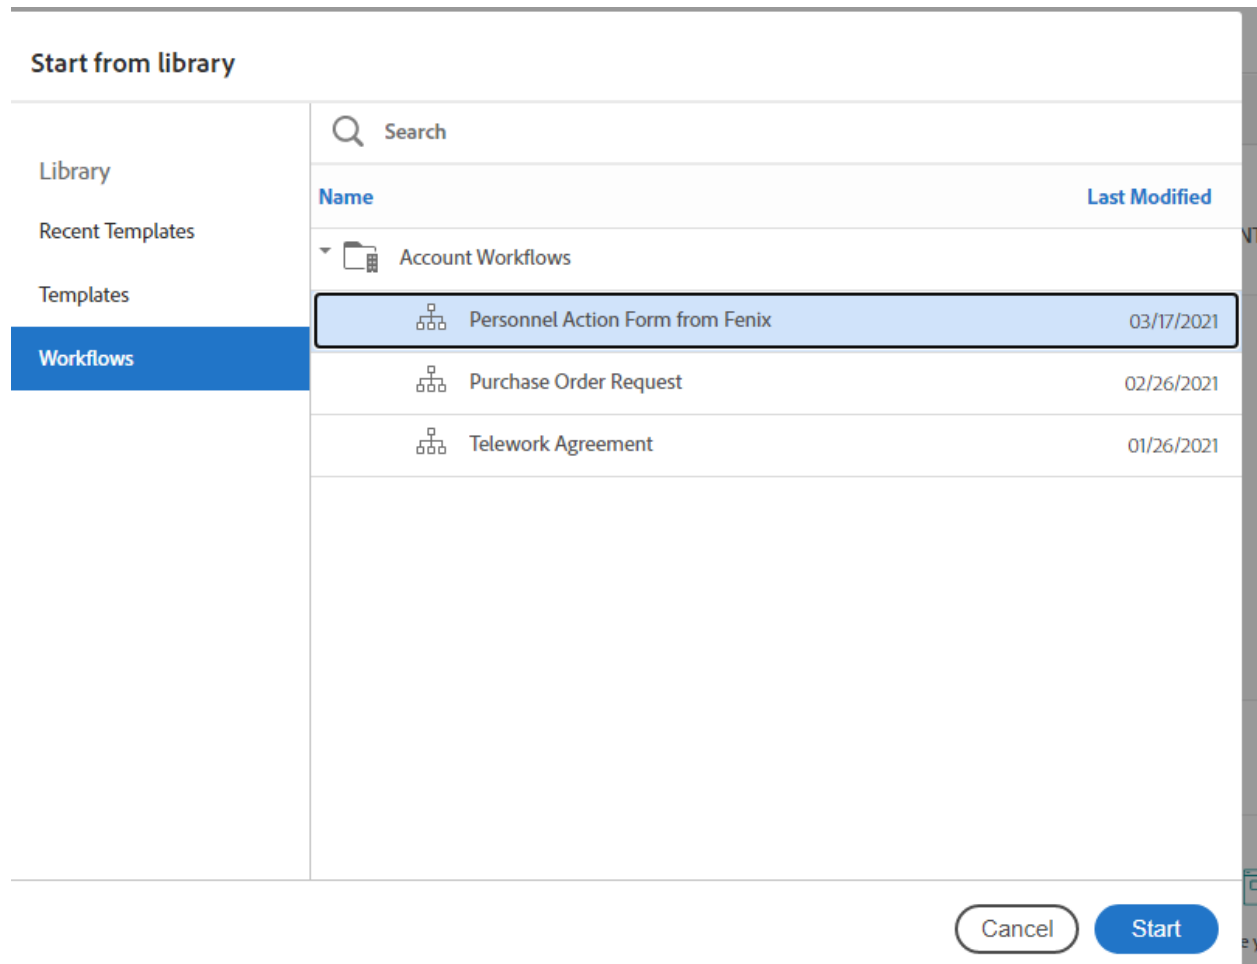 Start from library
Search
Library
Name Last Modified
Recent Templates
Account Workflows
Templates
Personnel Action Form from Fenix 03/17/2021
Workflows
Purchase Order Request 02/26/2021
Telework Agreement 01/26/2021
Cancel Start